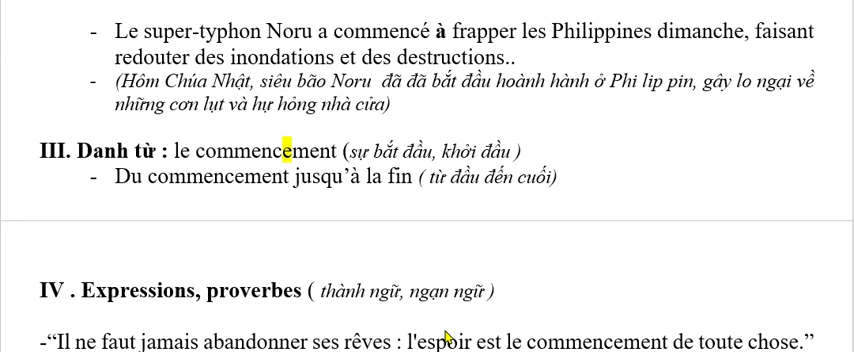 - Le super-typhon Noru a commencé à frapper les Philippines dimanche, faisant
redouter des inondations et des destructions..
- (Hôm Chúa Nhật, siêu bão Noru đã đã bắt đầu hoành hành ở Phi lip pin, gây lo ngại về
những cơn lụt và hư hỏng nhà cửa)
III. Danh từ : le commencement (sự bắt đầu, khởi đầu )
- Du commencement jusqu’à la fin ( từ đầu đến cuối)
IV . Expressions, proverbes ( thành ngữ, ngạn ngữ )
-“Il ne faut jamais abandonner ses rêves : l'espoir est le commencement de toute chose.”